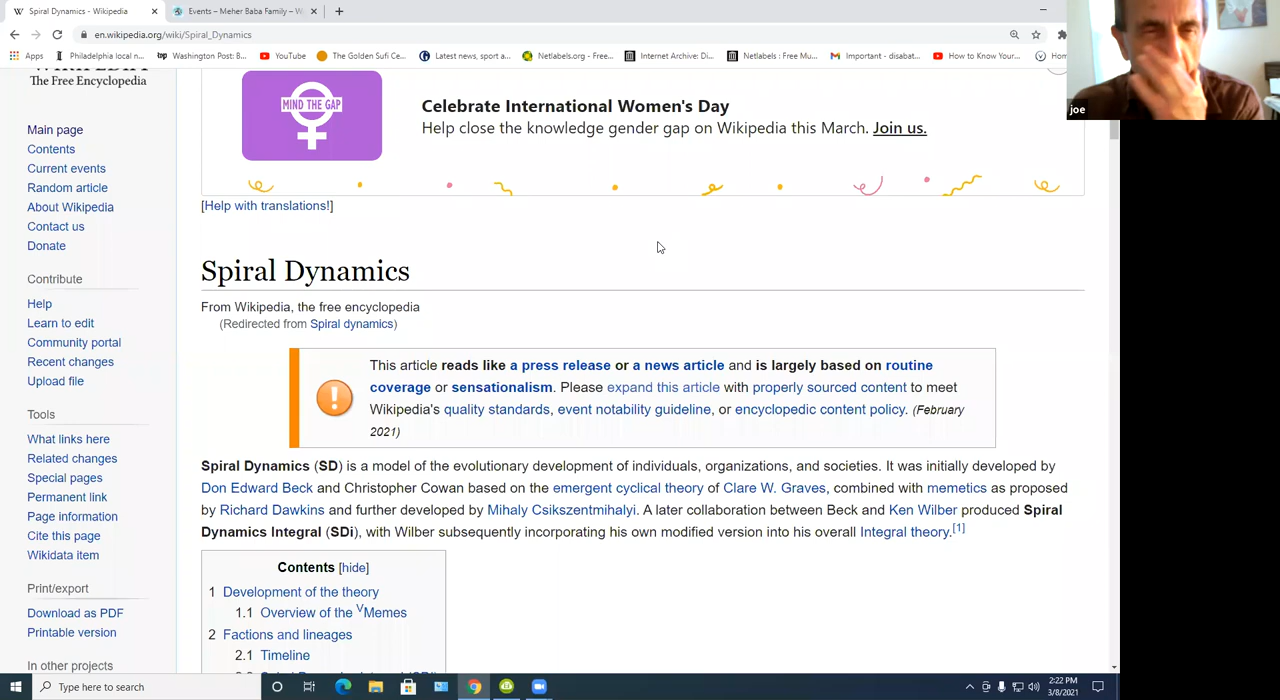 Spiral Dynamics - Wikipedia
Events – Meher Baba Family – W
en.wikipedia.org/wiki/Spiral_Dynamics
Apps
Philadelphia local n...
Washington Post: B...
YouTube
The Golden Sufi Ce...
Latest news, sport a...
Netlabels.org - Free...
Internet Archive: Di...
Netlabels : Free Mu...
Important - disabat...
How to Know Your...
Hom
joe
The Free Encyclopedia
Main page
Contents
Current events
Random article
About Wikipedia
Contact us
Donate
Contribute
Help
Learn to edit
Community portal
Recent changes
Upload file
Tools
What links here
Related changes
Special pages
Permanent link
Page information
Cite this page
Wikidata item
Print/export
Download as PDF
Printable version
In other projects
MIND THE GAP
Celebrate International Women's Day
Help close the knowledge gender gap on Wikipedia this March. Join us.
[Help with translations!]
Spiral Dynamics
From Wikipedia, the free encyclopedia
(Redirected from Spiral dynamics)
This article reads like a press release or a news article and is largely based on routine
coverage or sensationalism. Please expand this article with properly sourced content to meet
Wikipedia's quality standards, event notability guideline, or encyclopedic content policy. (February
2021)
Spiral Dynamics (SD) is a model of the evolutionary development of individuals, organizations, and societies. It was initially developed by
Don Edward Beck and Christopher Cowan based on the emergent cyclical theory of Clare W. Graves, combined with memetics as proposed
by Richard Dawkins and further developed by Mihaly Csikszentmihalyi. A later collaboration between Beck and Ken Wilber produced Spiral
Dynamics Integral (SDi), with Wilber subsequently incorporating his own modified version into his overall Integral theory.[1]
Contents [hide]
1 Development of the theory
1.1 Overview of the VMemes
2 Factions and lineages
2.1 Timeline
Type here to search
2:22 PM
3/8/2021